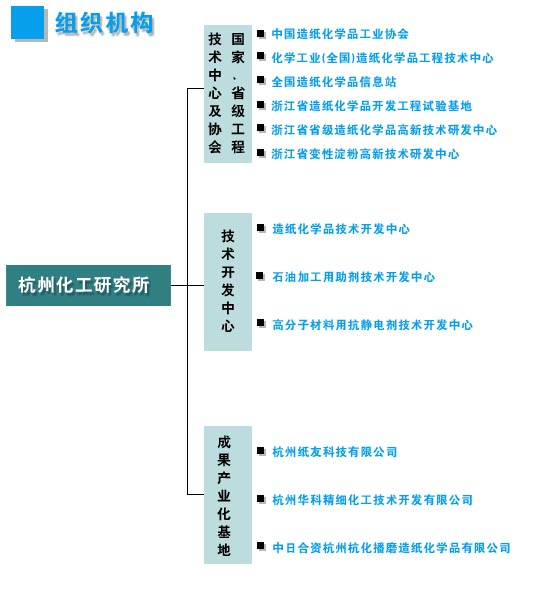 组织机构
国家、省级工程
技术中心及协会
中国造纸化学品工业协会
化学工业(全国)造纸化学品工程技术中心
全国造纸化学品信息站
浙江省造纸化学品开发工程试验基地
浙江省省级造纸化学品高新技术研发中心
浙江省变性淀粉高新技术研发中心
杭州化工研究所
技术开发中心
造纸化学品技术开发中心
石油加工用助剂技术开发中心
高分子材料用抗静电剂技术开发中心
成果产业化基地
杭州纸友科技有限公司
杭州华科精细化工技术开发有限公司
中日合资杭州杭化播磨造纸化学品有限公司